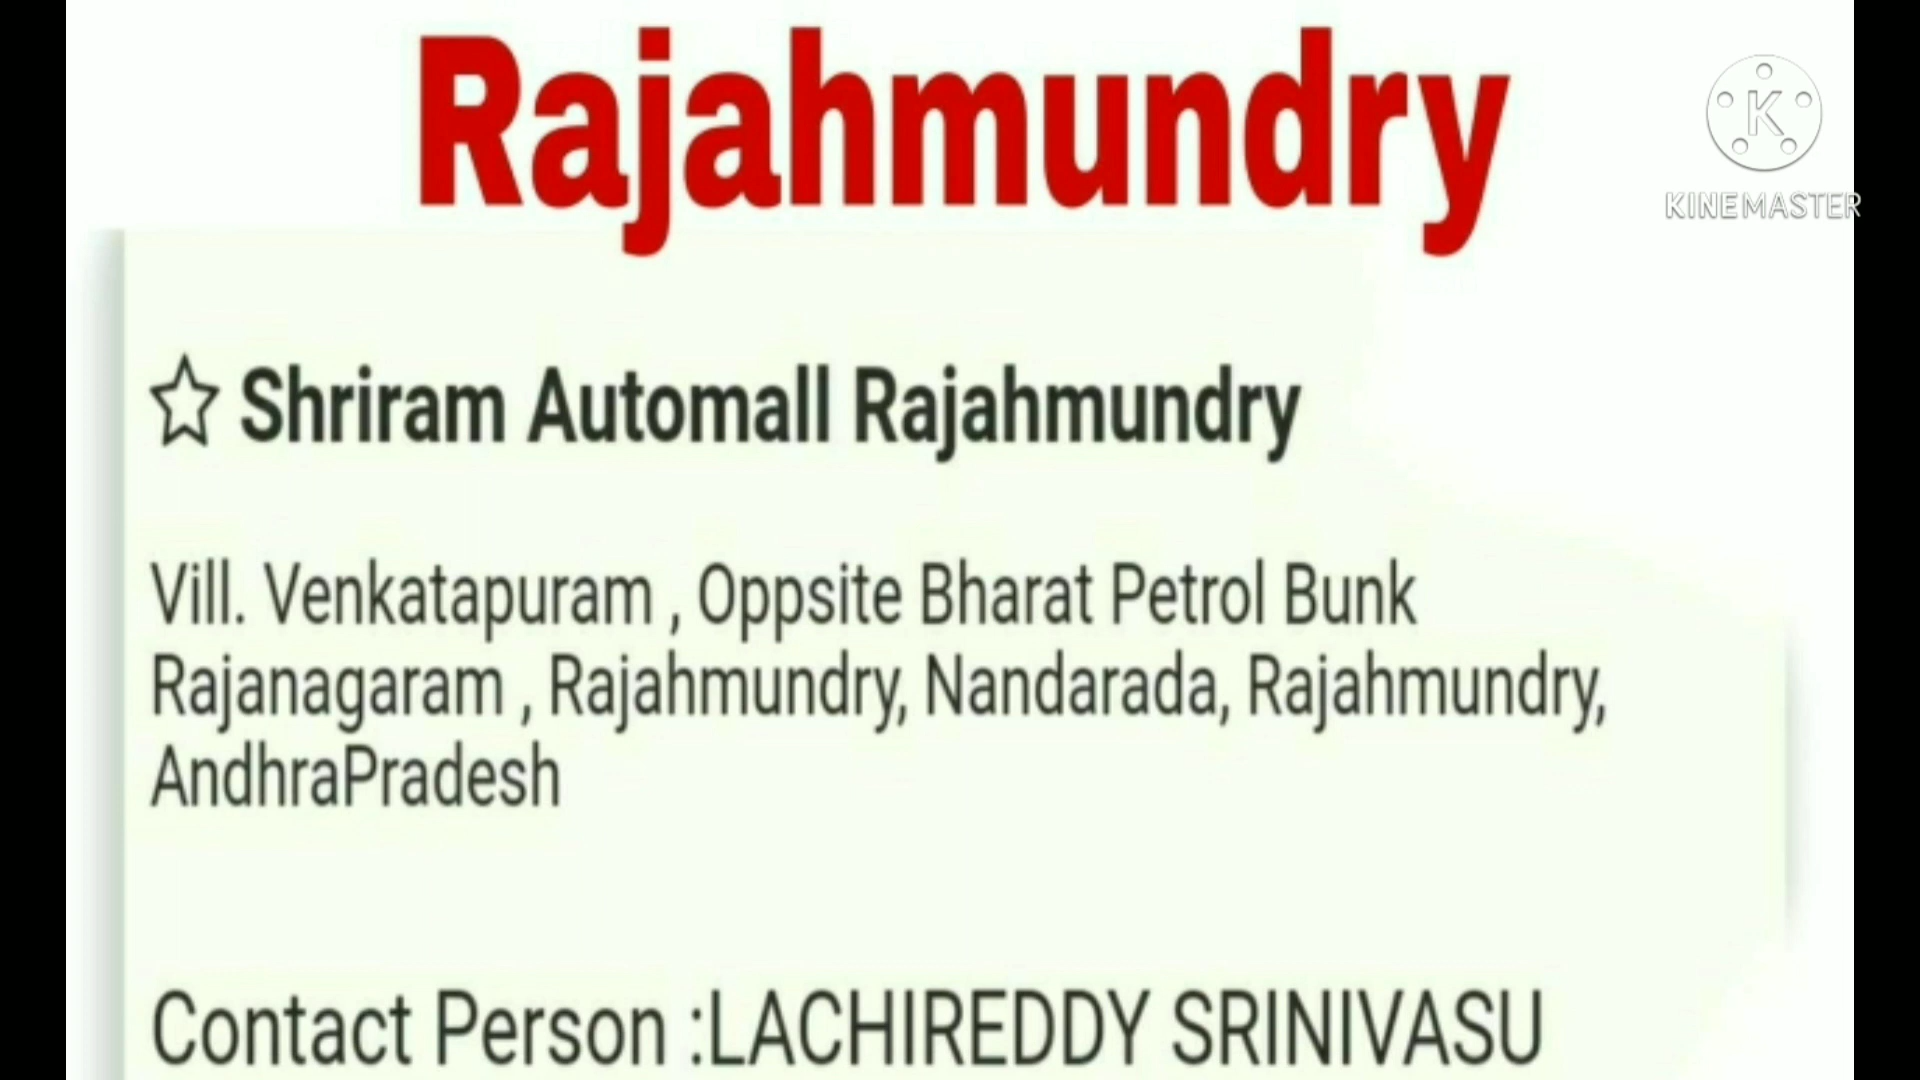 Rajahmundry
KINEMASTER
Shriram Automall Rajahmundry
Vill. Venkatapuram , Oppsite Bharat Petrol Bunk
Rajanagaram , Rajahmundry, Nandarada, Rajahmundry,
AndhraPradesh
Contact Person :LACHIREDDY SRINIVASU